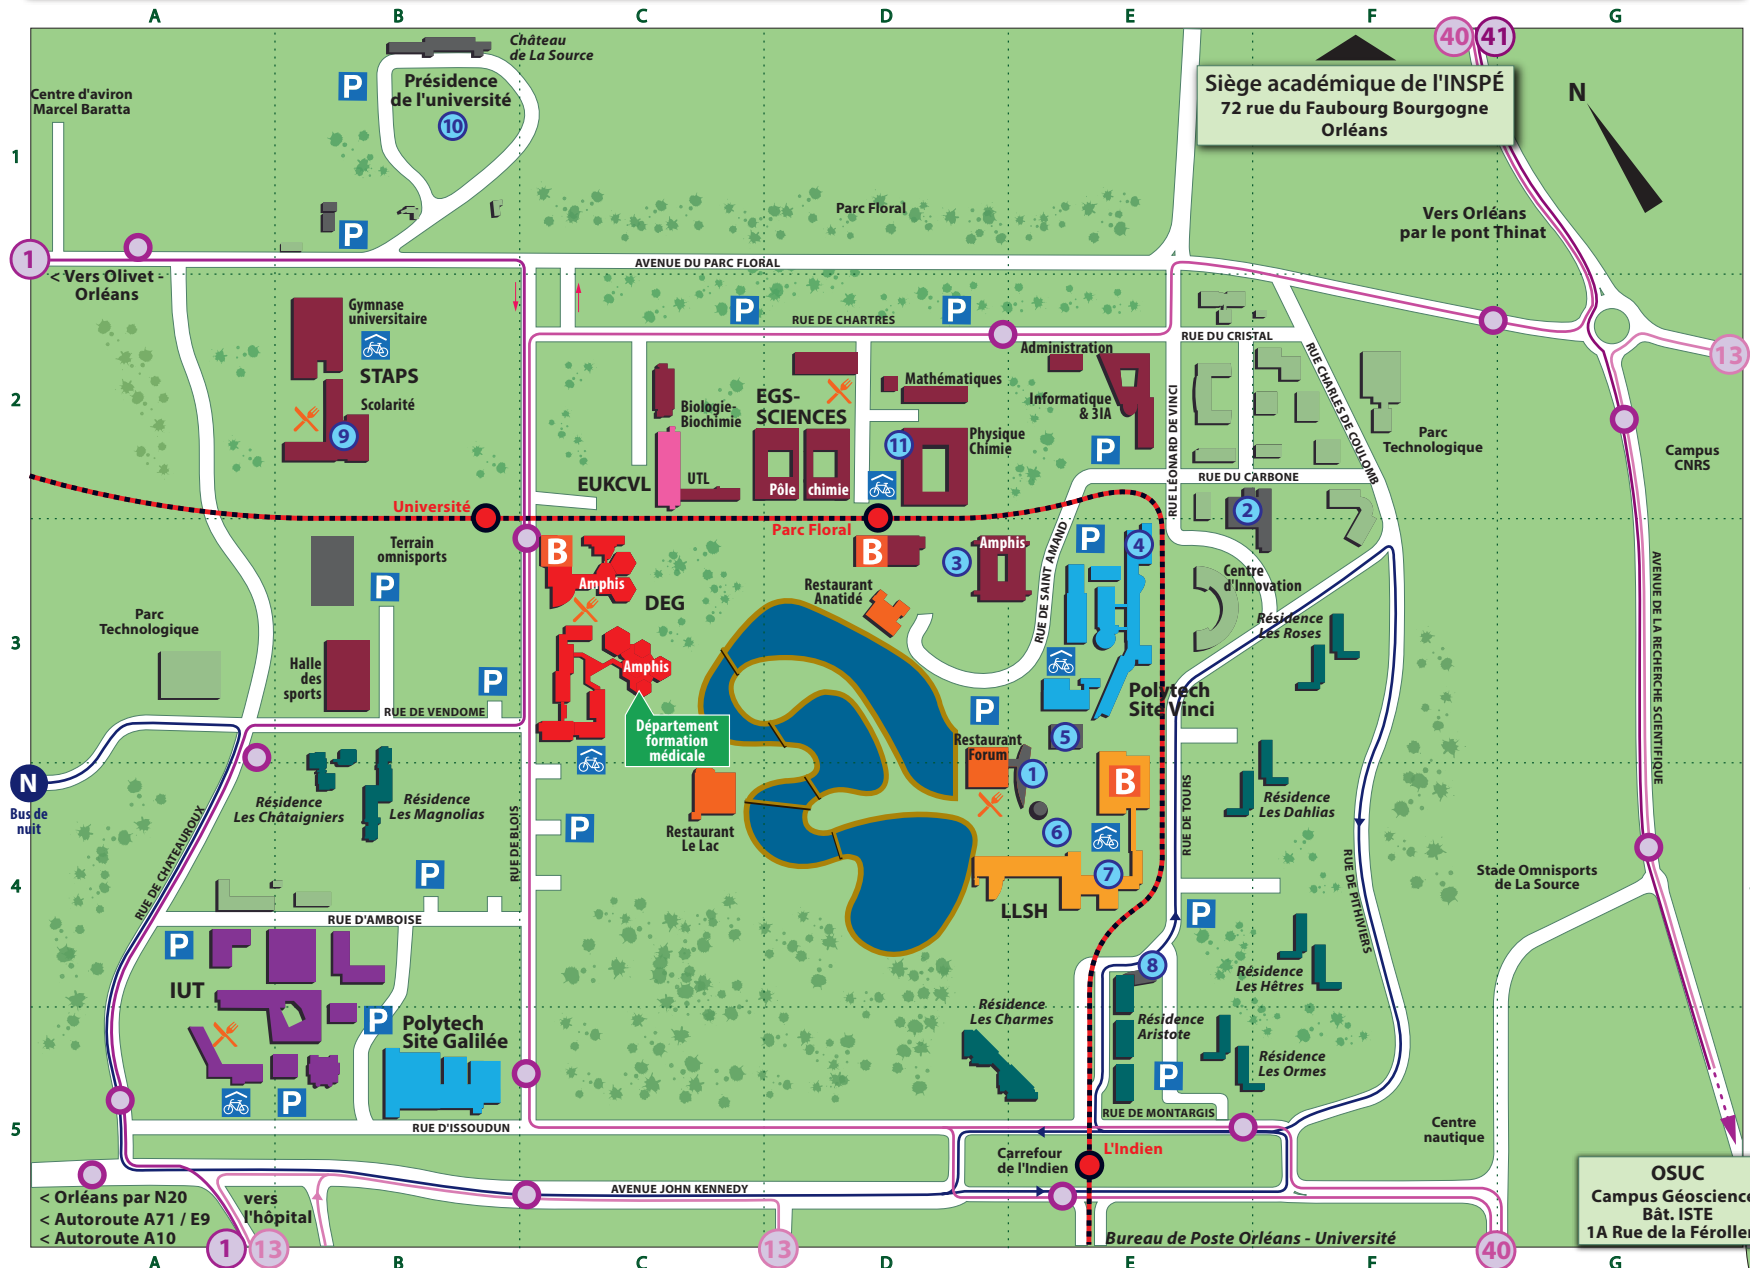 A B C D E F G
Château
de La Source
40 41
P
Présidence
de l'université
10
Centre d'aviron
Marcel Baratta
Siège académique de l'INSPÉ
72 rue du Faubourg Bourgogne
Orléans
N
1
Parc Floral
P
Vers Orléans
par le pont Thinat
1
AVENUE DU PARC FLORAL
< Vers Olivet -
Orléans
Gymnase
universitaire
P
P
RUE DE CHARTRES
RUE DU CRISTAL
13
STAPS
Administration
Mathématiques
RUE CHARLES DE COULOMB
2
Scolarité
9
EGS-
SCIENCES
Biologie-
Biochimie
Informatique
& 3IA
RUE LÉONARD DE VINCI
Parc
Technologique
11
Physique
Chimie
P
Campus
CNRS
EUKCVL
UTL
Pôle
chimie
RUE DU CARBONE
Université
Parc Floral
2
Terrain
omnisports
B
Amphis
B
3
Amphis
RUE DE SAINT AMAND
P
4
P
DEG
Restaurant
Anatidé
Centre
d'Innovation
AVENUE DE LA RECHERCHE SCIENTIFIQUE
Parc
Technologique
3
Résidence
Les Roses
Halle
des
sports
P
Amphis
RUE DE VENDOME
Polytech
Site Vinci
P
Département
formation
médicale
5
Restaurant
Forum
1
B
N
Bus de
nuit
Résidence
Les Châtaigniers
Résidence
Les Magnolias
Restaurant
Le Lac
P
6
RUE DE TOURS
Résidence
Les Dahlias
RUE DE CHATEAUROUX
RUE DE BLOIS
RUE DE PITHIVIERS
4
P
7
Stade Omnisports
de La Source
LLSH
RUE D'AMBOISE
P
P
8
Résidence
Les Hêtres
IUT
P
Polytech
Site Galilée
Résidence
Les Charmes
Résidence
Aristote
Résidence
Les Ormes
P
P
RUE DE MONTARGIS
5
RUE D'ISSOUDUN
Centre
nautique
L'Indien
Carrefour
de l'Indien
< Orléans par N20
< Autoroute A71 / E9
< Autoroute A10
vers
l'hôpital
AVENUE JOHN KENNEDY
OSUC
Campus Géoscience
Bât. ISTE
1A Rue de la Féroller
Bureau de Poste Orléans - Université
1 13 13 40
A B C D E F G